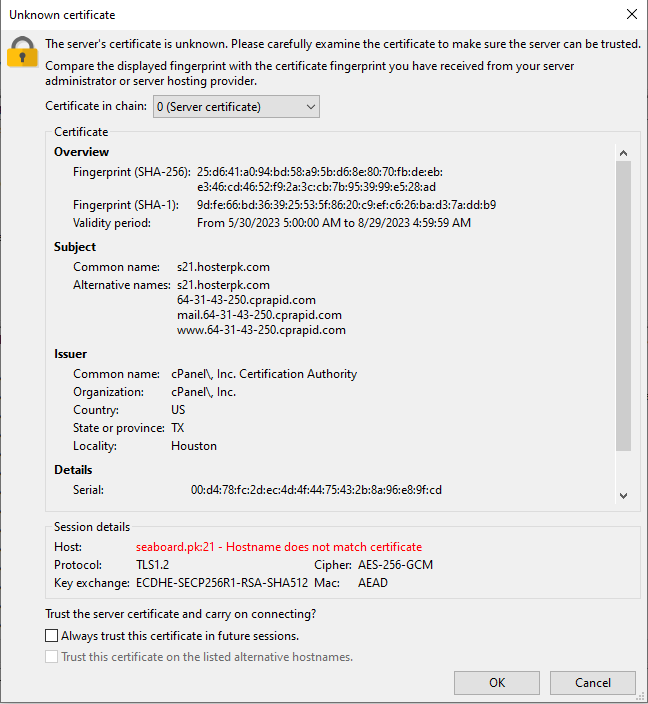 Unknown certificate
The server's certificate is unknown. Please carefully examine the certificate to make sure the server can be trusted.
Compare the displayed fingerprint with the certificate fingerprint you have received from your server
administrator or server hosting provider.
Certificate in chain: 0 (Server certificate)
Certificate
Overview
Fingerprint (SHA-256): 25:d6:41:a0:94:bd:58:a9:5b:d6:8e:80:70:fb:de:eb:
e3:46:cd:46:52:f9:2a:3c:cb:7b:95:39:99:e5:28:ad
Fingerprint (SHA-1): 9d:fe:66:bd:36:39:25:53:5f:86:20:c9:ef:c6:26:ba:d3:7a:dd:b9
Validity period: From 5/30/2023 5:00:00 AM to 8/29/2023 4:59:59 AM
Subject
Common name: s21.hosterpk.com
Alternative names: s21.hosterpk.com
64-31-43-250.cprapid.com
mail.64-31-43-250.cprapid.com
www.64-31-43-250.cprapid.com
Issuer
Common name: cPanel\, Inc. Certification Authority
Organization: cPanel\, Inc.
Country: US
State or province: TX
Locality: Houston
Details
Serial: 00:d4:78:fc:2d:ec:4d:4f:44:75:43:2b:8a:96:e8:9f:cd
Session details
Host: seaboard.pk:21 - Hostname does not match certificate
Protocol: TLS1.2 Cipher: AES-256-GCM
Key exchange: ECDHE-SECP256R1-RSA-SHA512 Mac: AEAD
Trust the server certificate and carry on connecting?
Always trust this certificate in future sessions.
Trust this certificate on the listed alternative hostnames.
OK Cancel